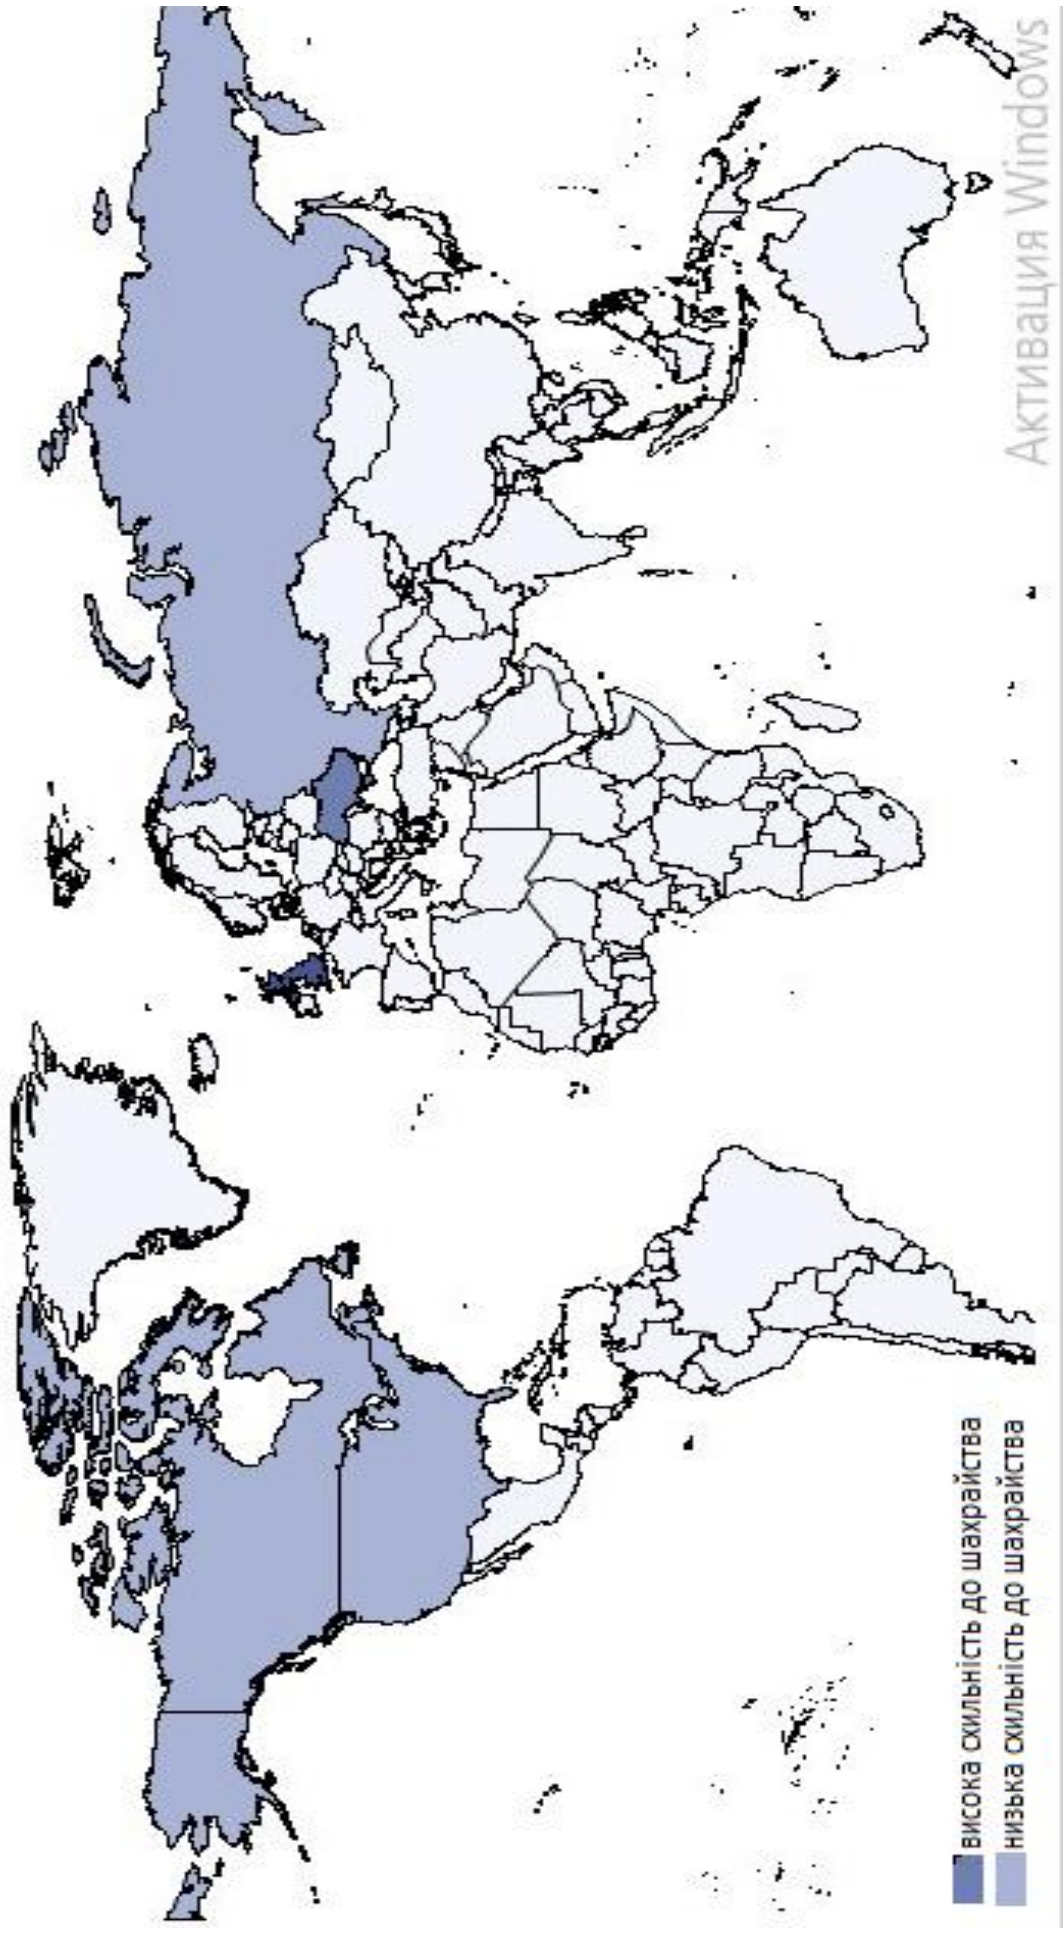 висока схильність до шахрайства
низька схильність до шахрайства
Активация Windows